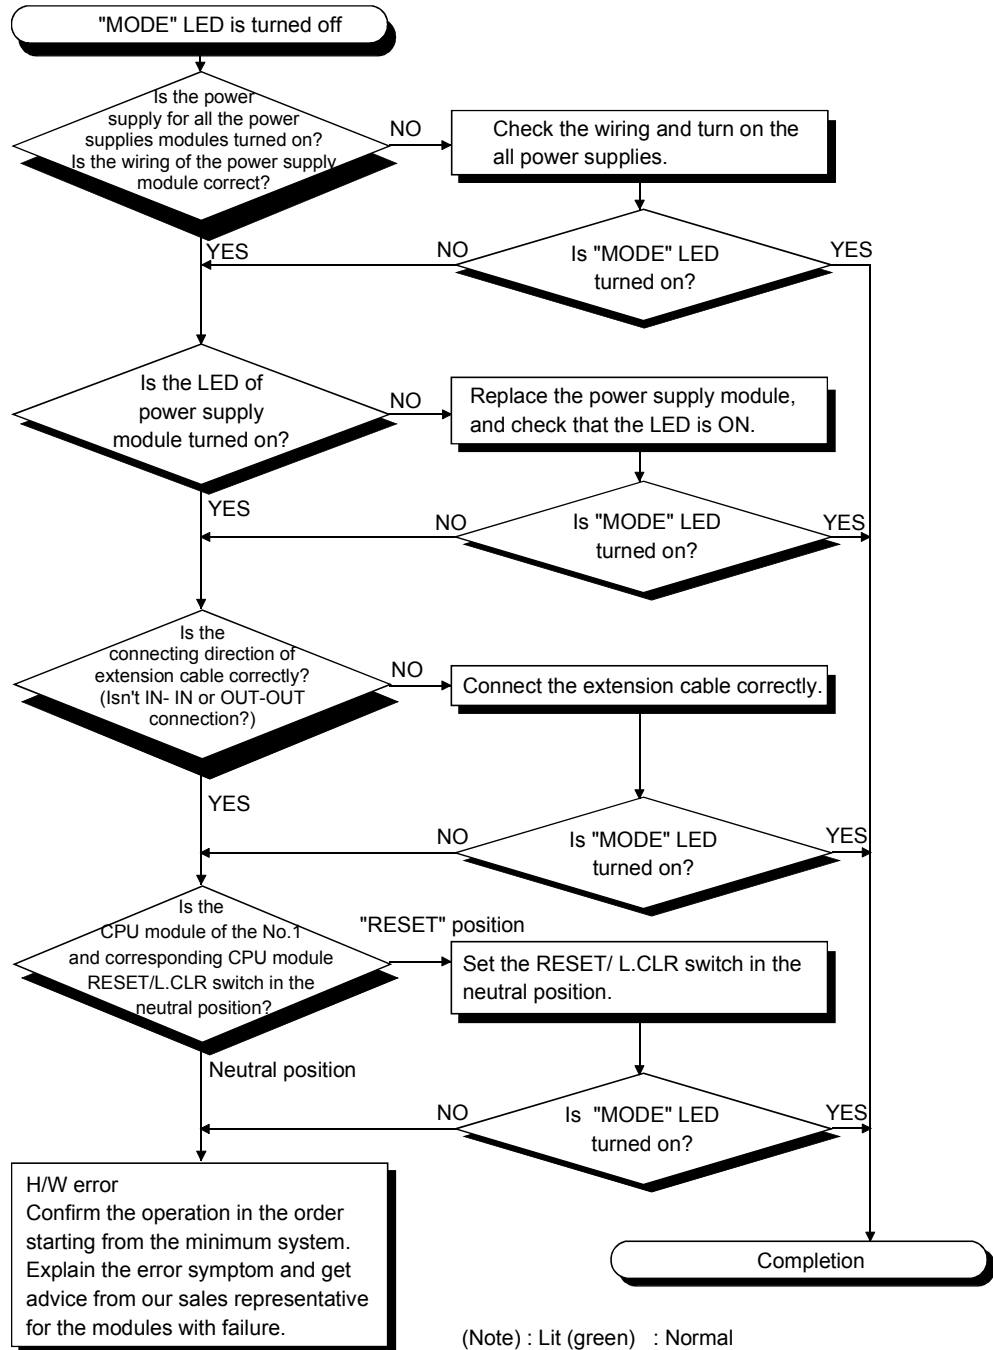 "MODE" LED is turned off
Is the power
supply for all the power
supplies modules turned on?
Is the wiring of the power supply
module correct?
NO
Check the wiring and turn on the
all power supplies.
YES
NO
Is "MODE" LED
turned on?
YES
Is the LED of
power supply
module turned on?
NO
Replace the power supply module,
and check that the LED is ON.
YES
NO
Is "MODE" LED
turned on?
YES
Is the
connecting direction of
extension cable correctly?
(Isn't IN- IN or OUT-OUT
connection?)
NO
Connect the extension cable correctly.
YES
NO
Is "MODE" LED
turned on?
YES
Is the
CPU module of the No.1
and corresponding CPU module
RESET/L.CLR switch in the
neutral position?
"RESET" position
Set the RESET/ L.CLR switch in the
neutral position.
Neutral position
NO
Is "MODE" LED
turned on?
YES
H/W error
Confirm the operation in the order
starting from the minimum system.
Explain the error symptom and get
advice from our sales representative
for the modules with failure.
Completion
(Note) : Lit (green) : Normal